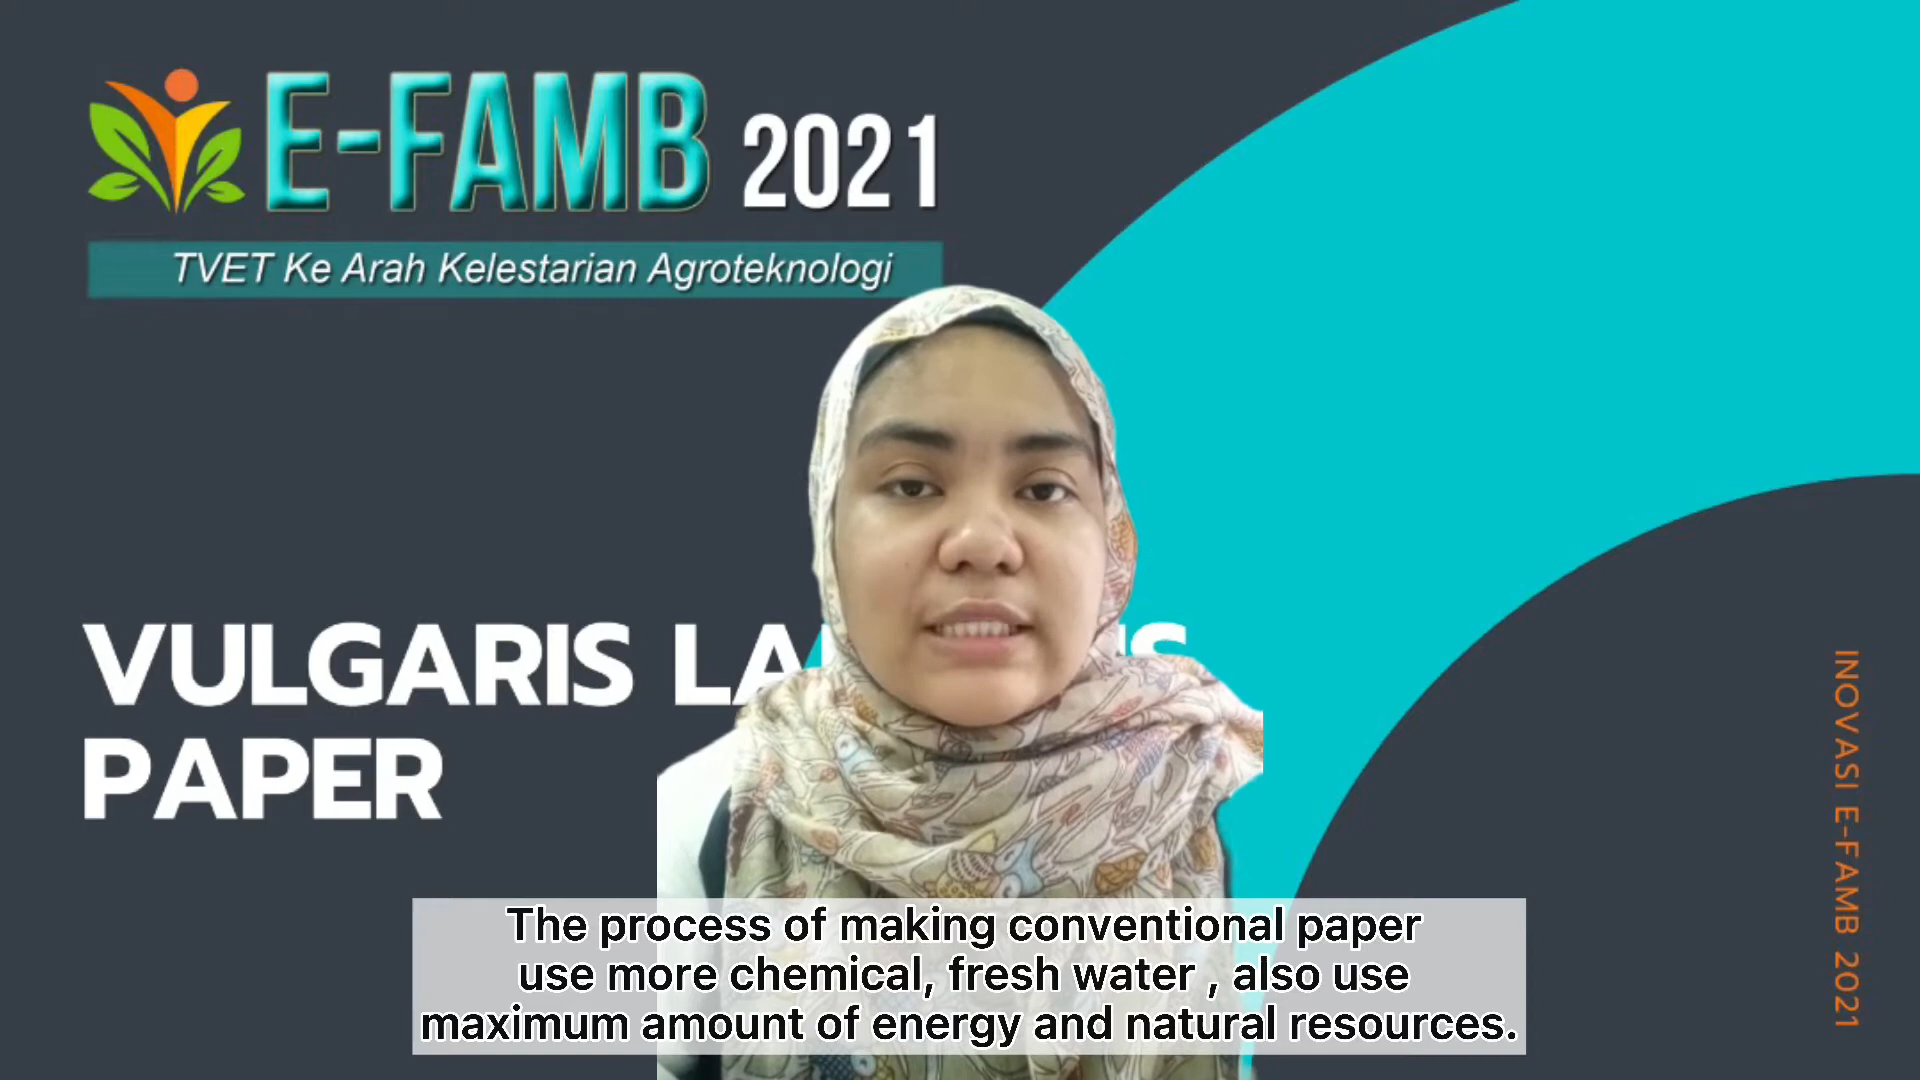 E-FAMB 2021
TVET Ke Arah Kelestarian Agroteknologi
VULGARIS
PAPER
INOVASI E-FAMB 2021
The process of making conventional paper
use more chemical, fresh water , also use
maximum amount of energy and natural resources.